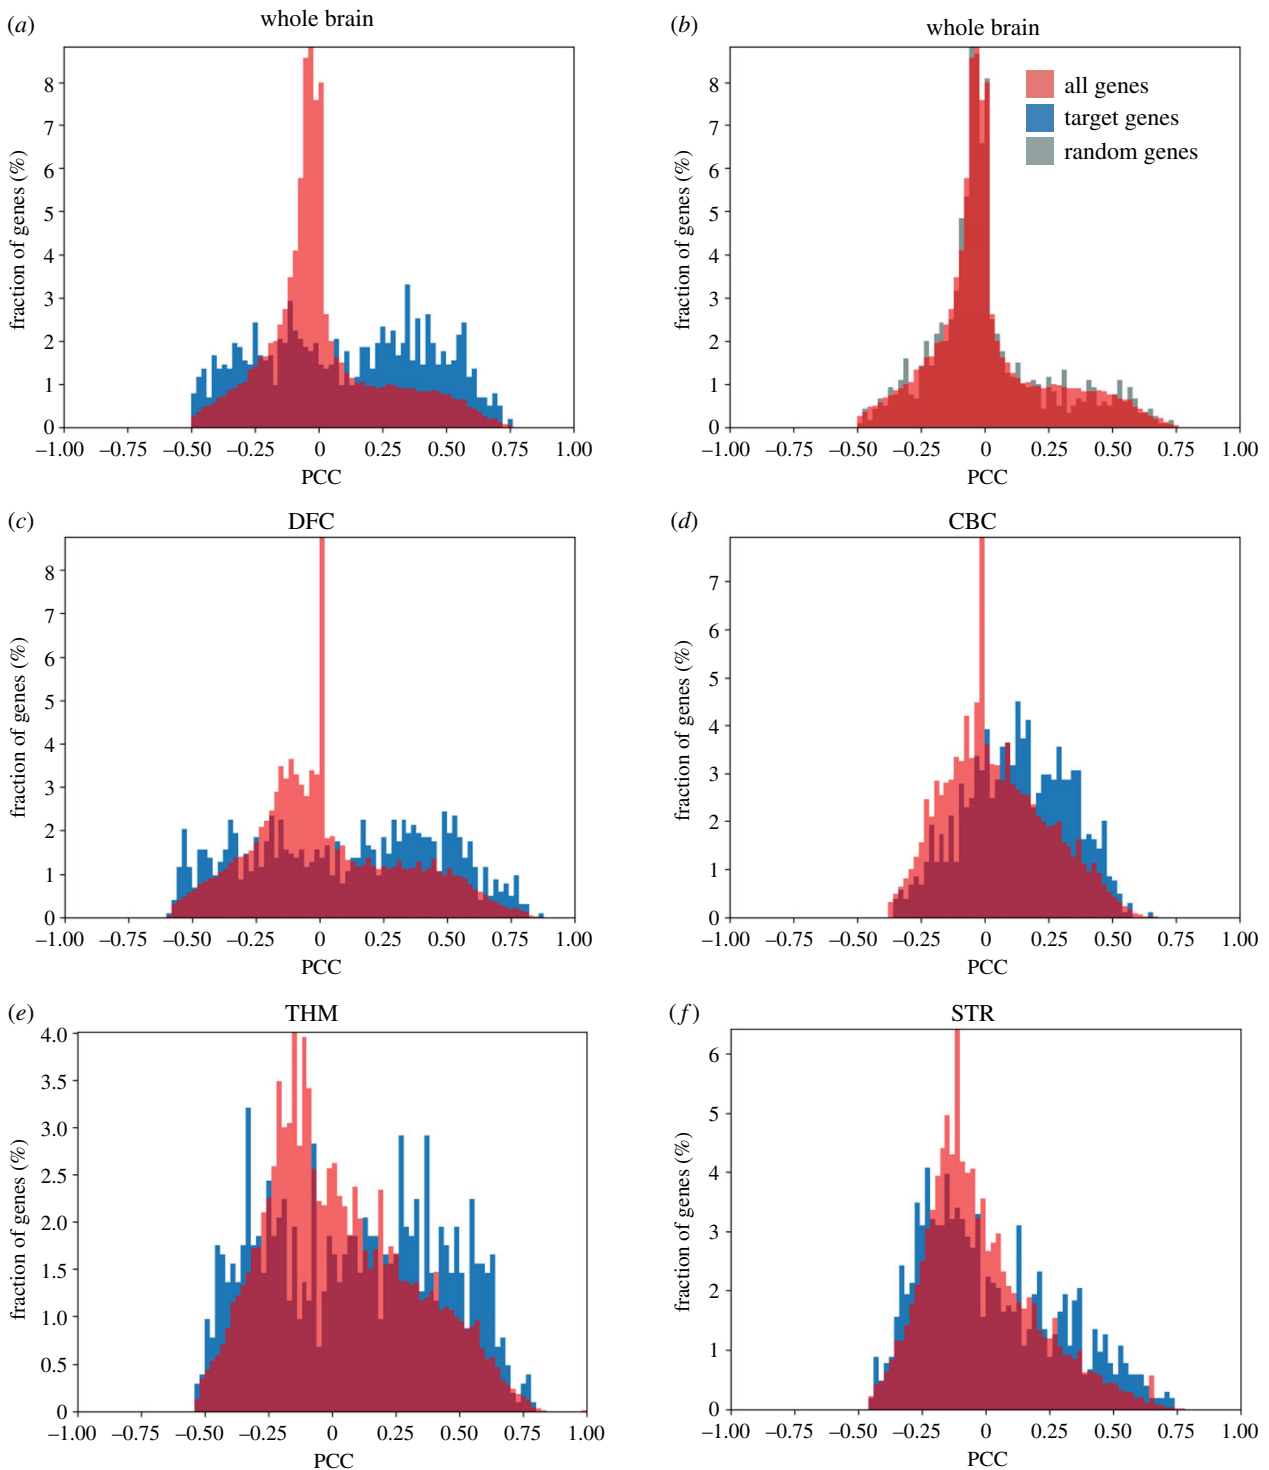 (a)
whole brain
fraction of genes (%)
8
7
6
5
4
3
2
1
0
–1.00 –0.75 –0.50 –0.25 0 0.25 0.50 0.75 1.00
PCC
(b)
whole brain
all genes
target genes
random genes
fraction of genes (%)
8
7
6
5
4
3
2
1
0
–1.00 –0.75 –0.50 –0.25 0 0.25 0.50 0.75 1.00
PCC
(c)
DFC
fraction of genes (%)
8
7
6
5
4
3
2
1
0
–1.00 –0.75 –0.50 –0.25 0 0.25 0.50 0.75 1.00
PCC
(d)
CBC
fraction of genes (%)
7
6
5
4
3
2
1
0
–1.00 –0.75 –0.50 –0.25 0 0.25 0.50 0.75 1.00
PCC
(e)
THM
fraction of genes (%)
4.0
3.5
3.0
2.5
2.0
1.5
1.0
0.5
0
–1.00 –0.75 –0.50 –0.25 0 0.25 0.50 0.75 1.00
PCC
(f)
STR
fraction of genes (%)
6
5
4
3
2
1
0
–1.00 –0.75 –0.50 –0.25 0 0.25 0.50 0.75 1.00
PCC